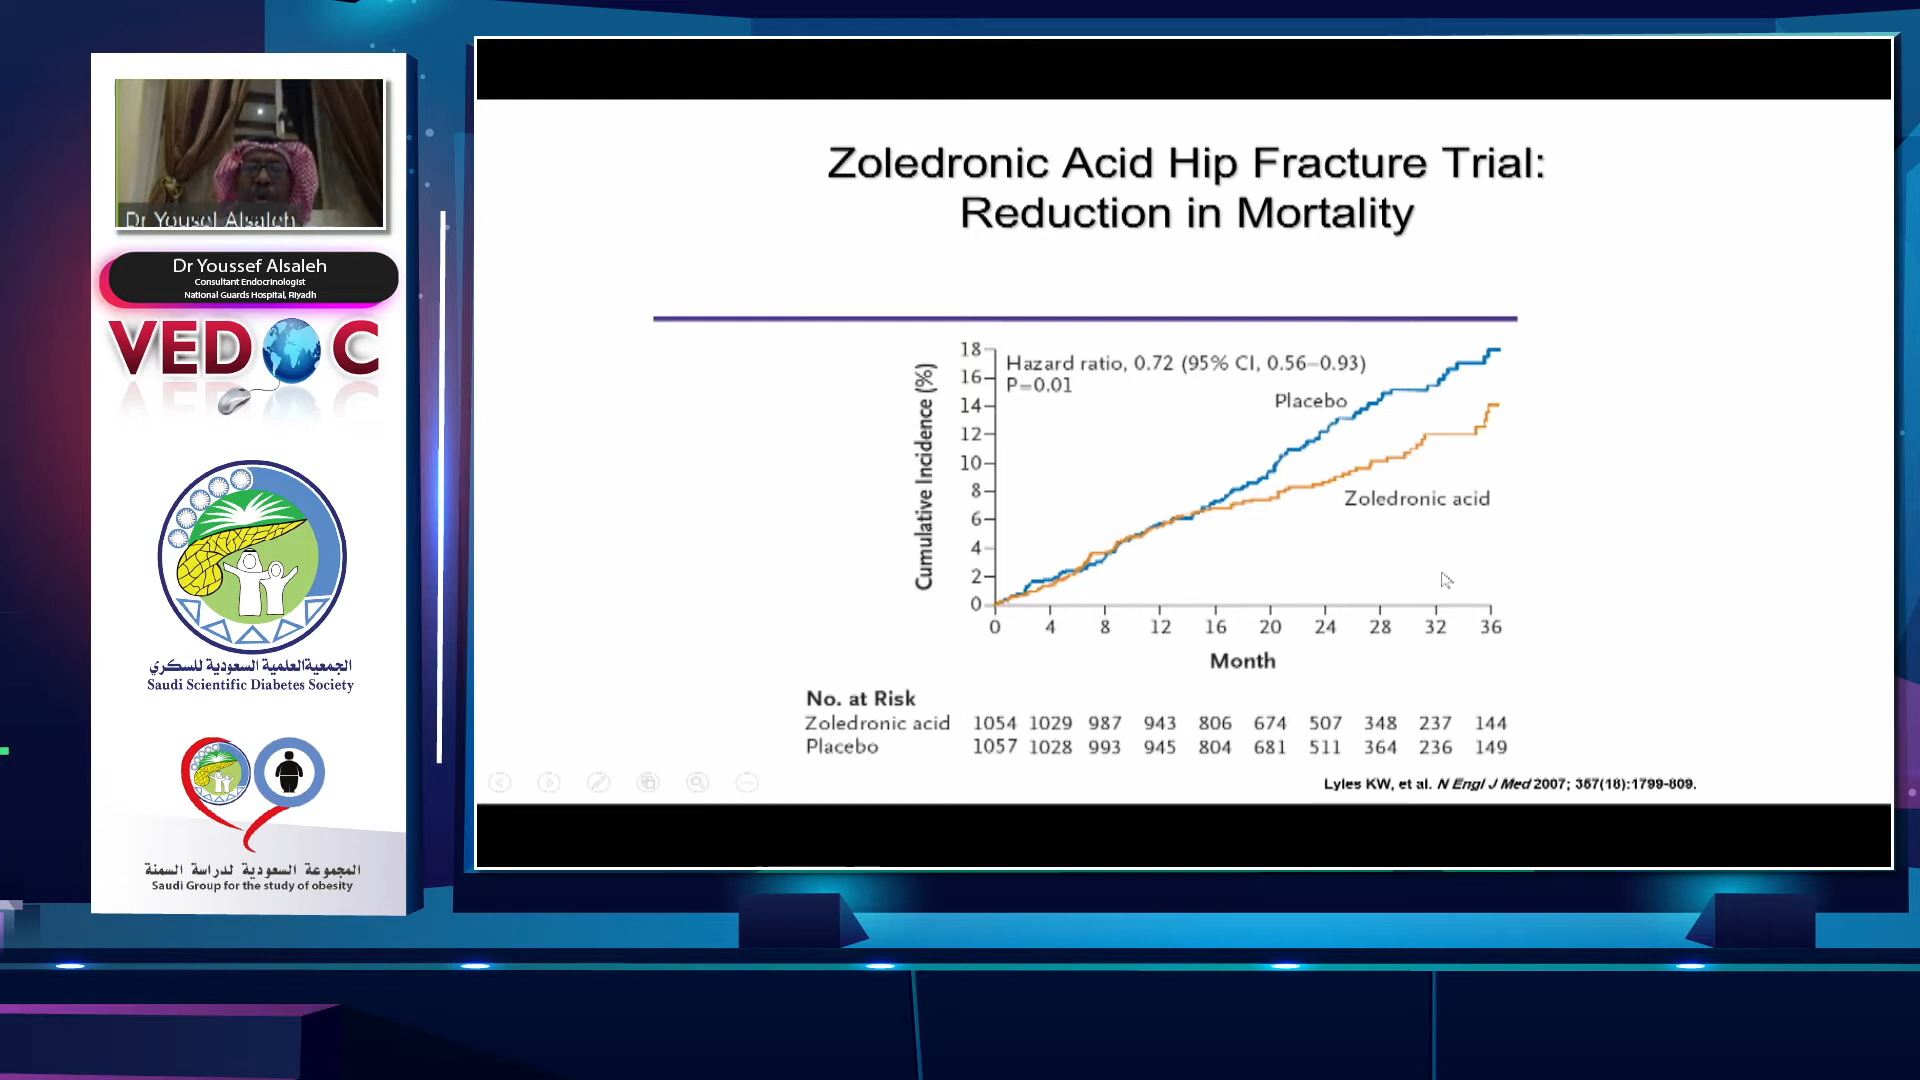 Dr Yousef Alsaleh
Dr Youssef Alsaleh
Consultant Endocrinologist
National Guards Hospital, Riyadh
VEDOC
الجمعية العلمية السعودية للسكري
Saudi Scientific Diabetes Society
المجموعة السعودية لدراسة السمنة
Saudi Group for the study of obesity
Zoledronic Acid Hip Fracture Trial:
Reduction in Mortality
Hazard ratio, 0.72 (95% CI, 0.56–0.93)
P=0.01
Placebo
Zoledronic acid
Cumulative Incidence (%)
18
16
14
12
10
8
6
4
2
0
0 4 8 12 16 20 24 28 32 36
Month
No. at Risk
Zoledronic acid 1054 1029 987 943 806 674 507 348 237 144
Placebo 1057 1028 993 945 804 681 511 364 236 149
Lyles KW, et al. N Engl J Med 2007; 357(18):1799-809.